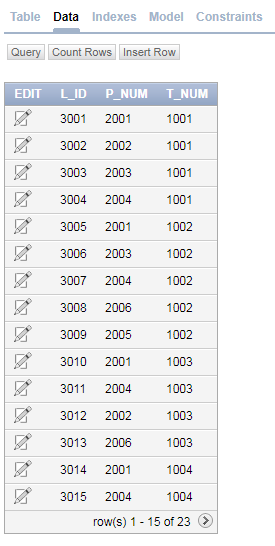 Table Data Indexes Model Constraints
Query Count Rows Insert Row
EDIT L_ID P_NUM T_NUM
3001 2001 1001
3002 2002 1001
3003 2003 1001
3004 2004 1001
3005 2001 1002
3006 2003 1002
3007 2004 1002
3008 2006 1002
3009 2005 1002
3010 2001 1003
3011 2004 1003
3012 2002 1003
3013 2006 1003
3014 2001 1004
3015 2004 1004
row(s) 1 - 15 of 23